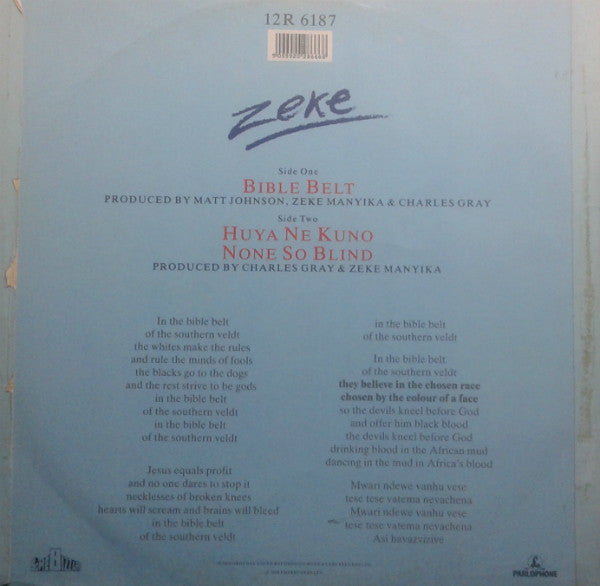 12R 6187
Zeke
Side One
BIBLE BELT
PRODUCED BY MATT JOHNSON, ZEKE MANYIKA & CHARLES GRAY
Side Two
HUYA NE KUNO
NONE SO BLIND
PRODUCED BY CHARLES GRAY & ZEKE MANYIKA
In the bible belt
of the southern veldt
the whites make the rules
and rule the minds of fools
the blacks go to the dogs
and the rest strive to be gods
in the bible belt
of the southern veldt
in the bible belt
of the southern veldt
Jesus equals profit
and no one dares to stop it
necklesses of broken knees
hearts will scream and brains will bleed
in the bible belt
of the southern veldt
in the bible belt
of the southern veldt
In the bible belt
of the southern veldt
they believe in the chosen race
chosen by the colour of a face
so the devils kneel before God
and offer him black blood
the devils kneel before God
drinking blood in the African mud
dancing in the mud in Africa's blood
Mwari ndewe vanhu vese
tese tese vatema nevachena
Mwari ndewe vanhu vese
tese tese vatema nevachena
Asi havazvizive
PARLOPHONE